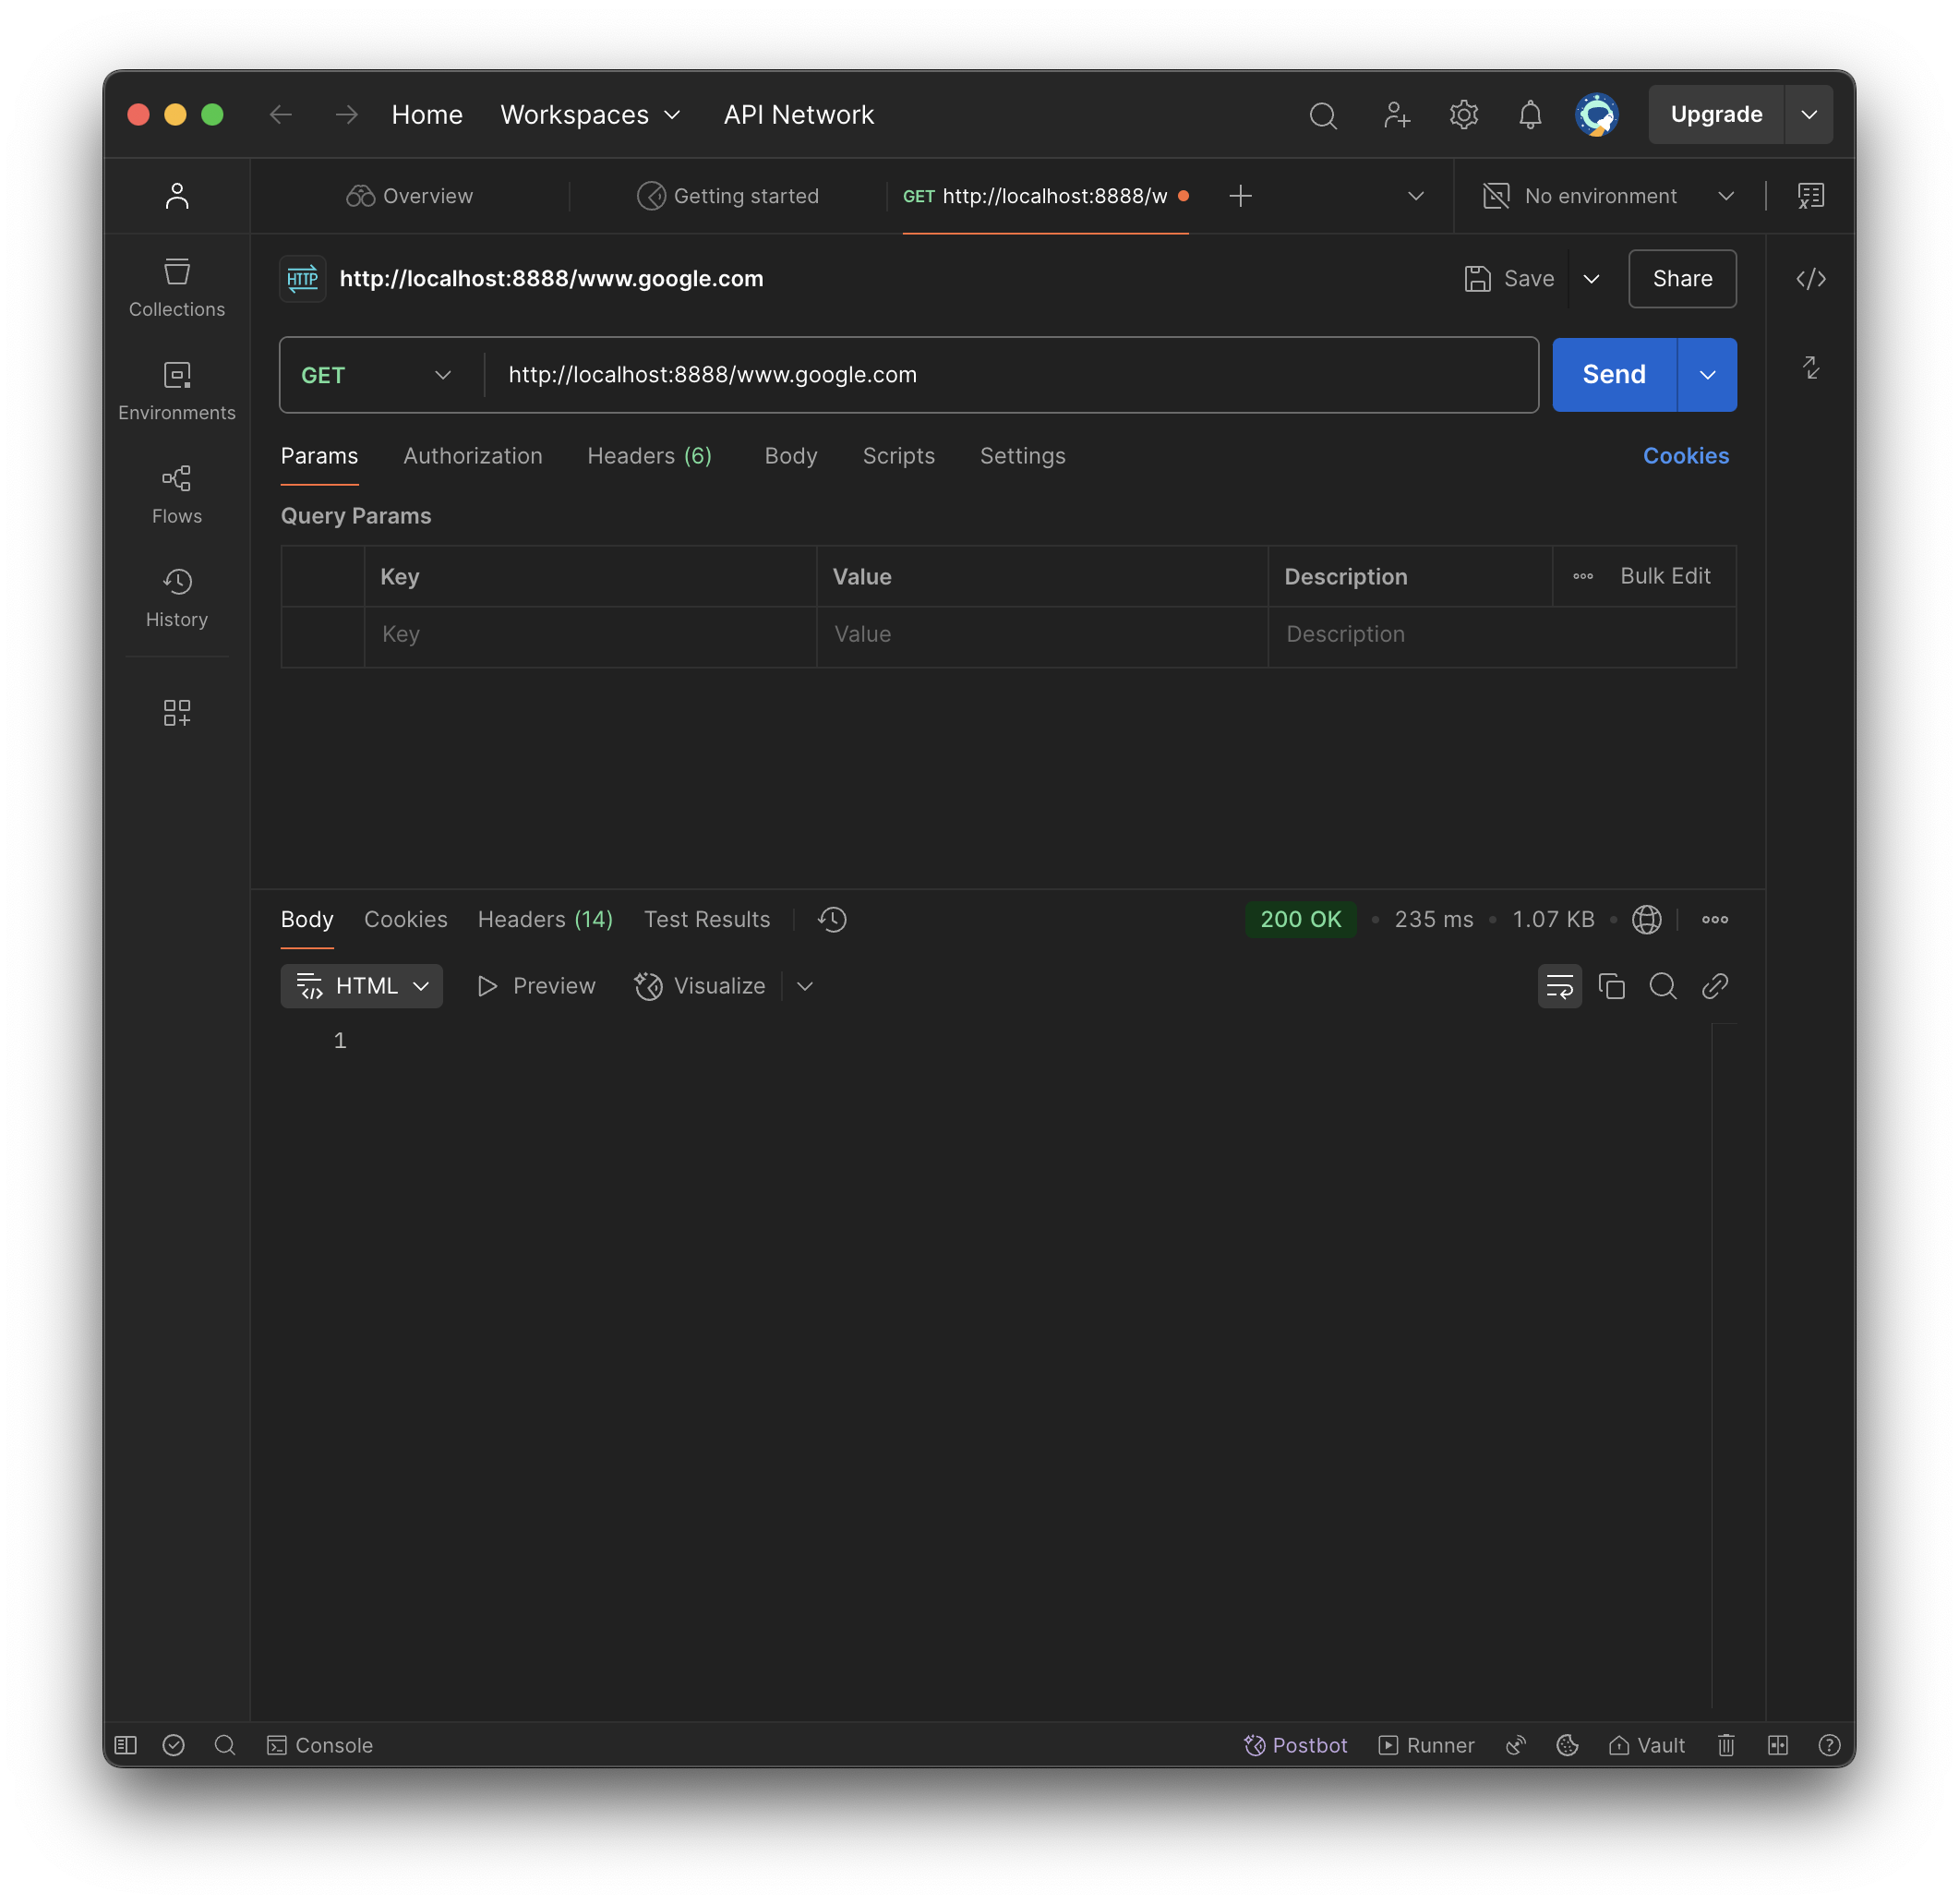 Home Workspaces API Network Upgrade
Overview Getting started GET http://localhost:8888/w No environment
HTTP http://localhost:8888/www.google.com Save Share
Collections
GET http://localhost:8888/www.google.com Send
Environments
Params Authorization Headers (6) Body Scripts Settings Cookies
Flows
Query Params
Key Value Description Bulk Edit
History
Key Value Description
Body Cookies Headers (14) Test Results 200 OK • 235 ms • 1.07 KB •
HTML Preview Visualize
1
Console Postbot Runner Vault